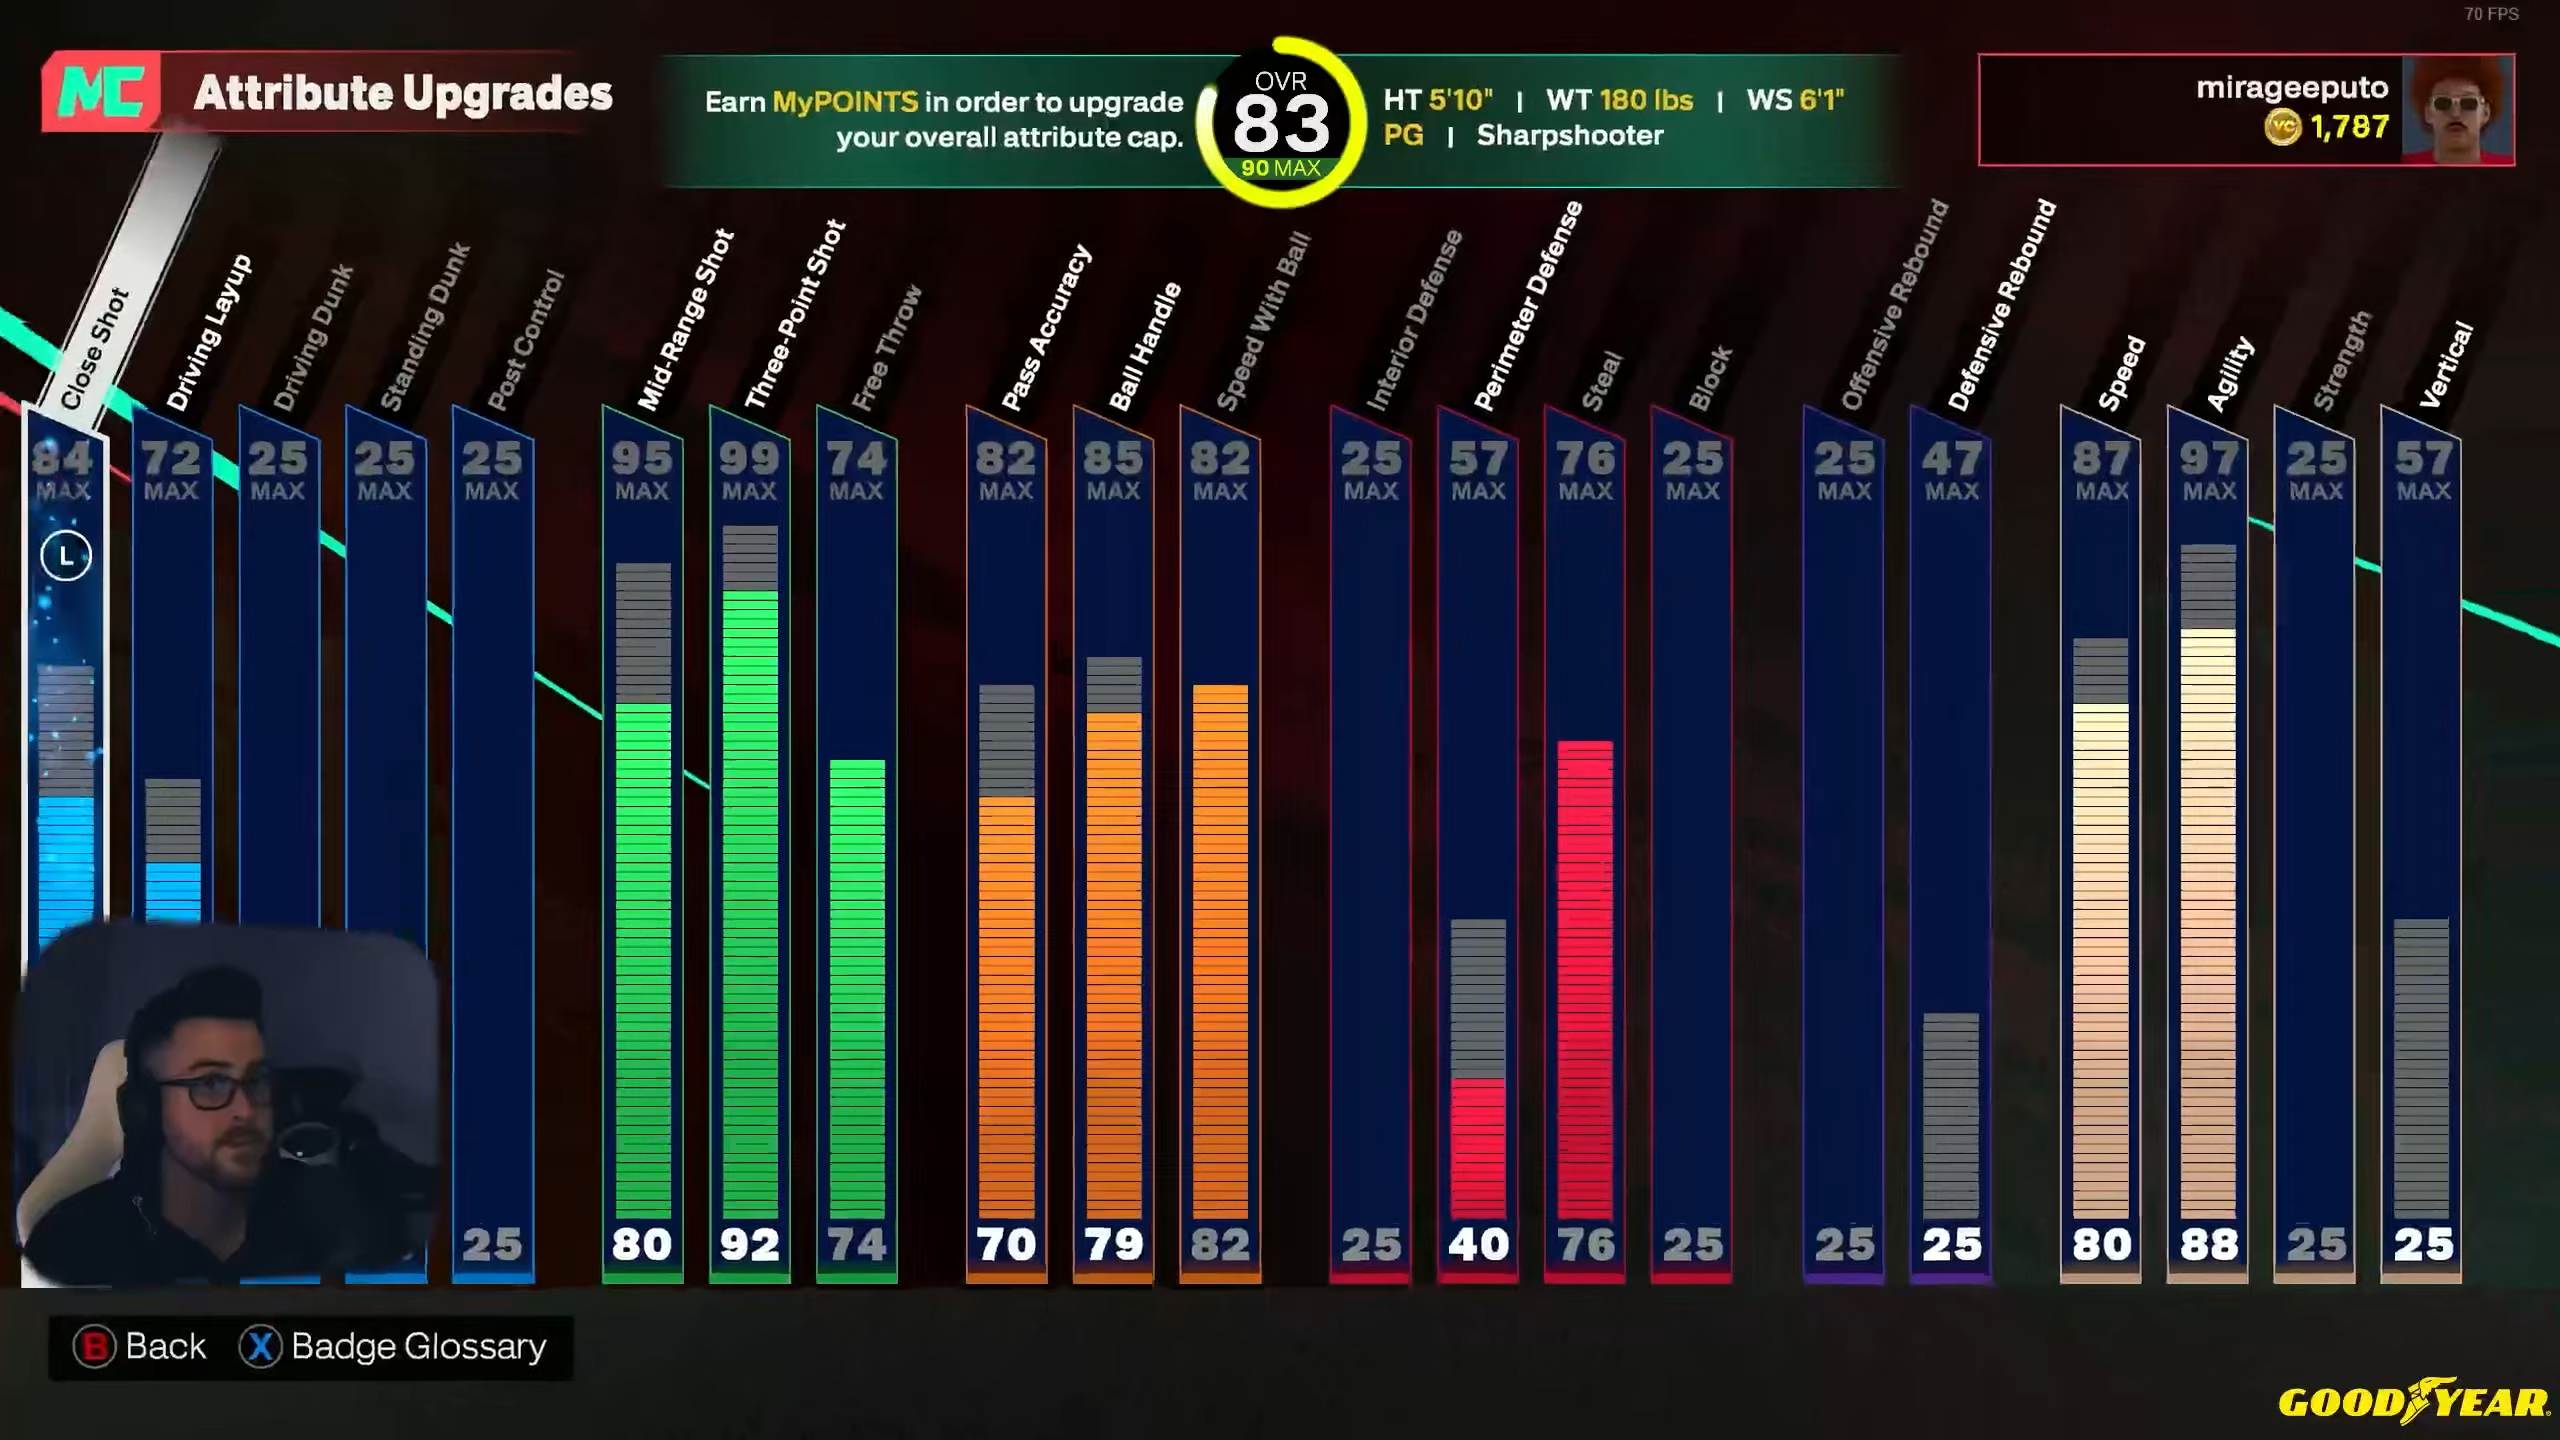 70 FPS
MC
Attribute Upgrades
Earn MyPOINTS in order to upgrade
your overall attribute cap.
OVR
83
90 MAX
HT 5'10" | WT 180 lbs | WS 6'1"
PG | Sharpshooter
mirageeputo
VC 1,787
Close Shot
Driving Layup
Driving Dunk
Standing Dunk
Post Control
Mid-Range Shot
Three-Point Shot
Free Throw
Pass Accuracy
Ball Handle
Speed With Ball
Interior Defense
Perimeter Defense
Steal
Block
Offensive Rebound
Defensive Rebound
Speed
Agility
Strength
Vertical
84 72 25 25 25 95 99 74 82 85 82 25 57 76 25 25 47 87 97 25 57
MAX MAX MAX MAX MAX MAX MAX MAX MAX MAX MAX MAX MAX MAX MAX MAX MAX MAX MAX MAX MAX
L
25 80 92 74 70 79 82 25 40 76 25 25 25 80 88 25 25
B Back X Badge Glossary
GOODYEAR